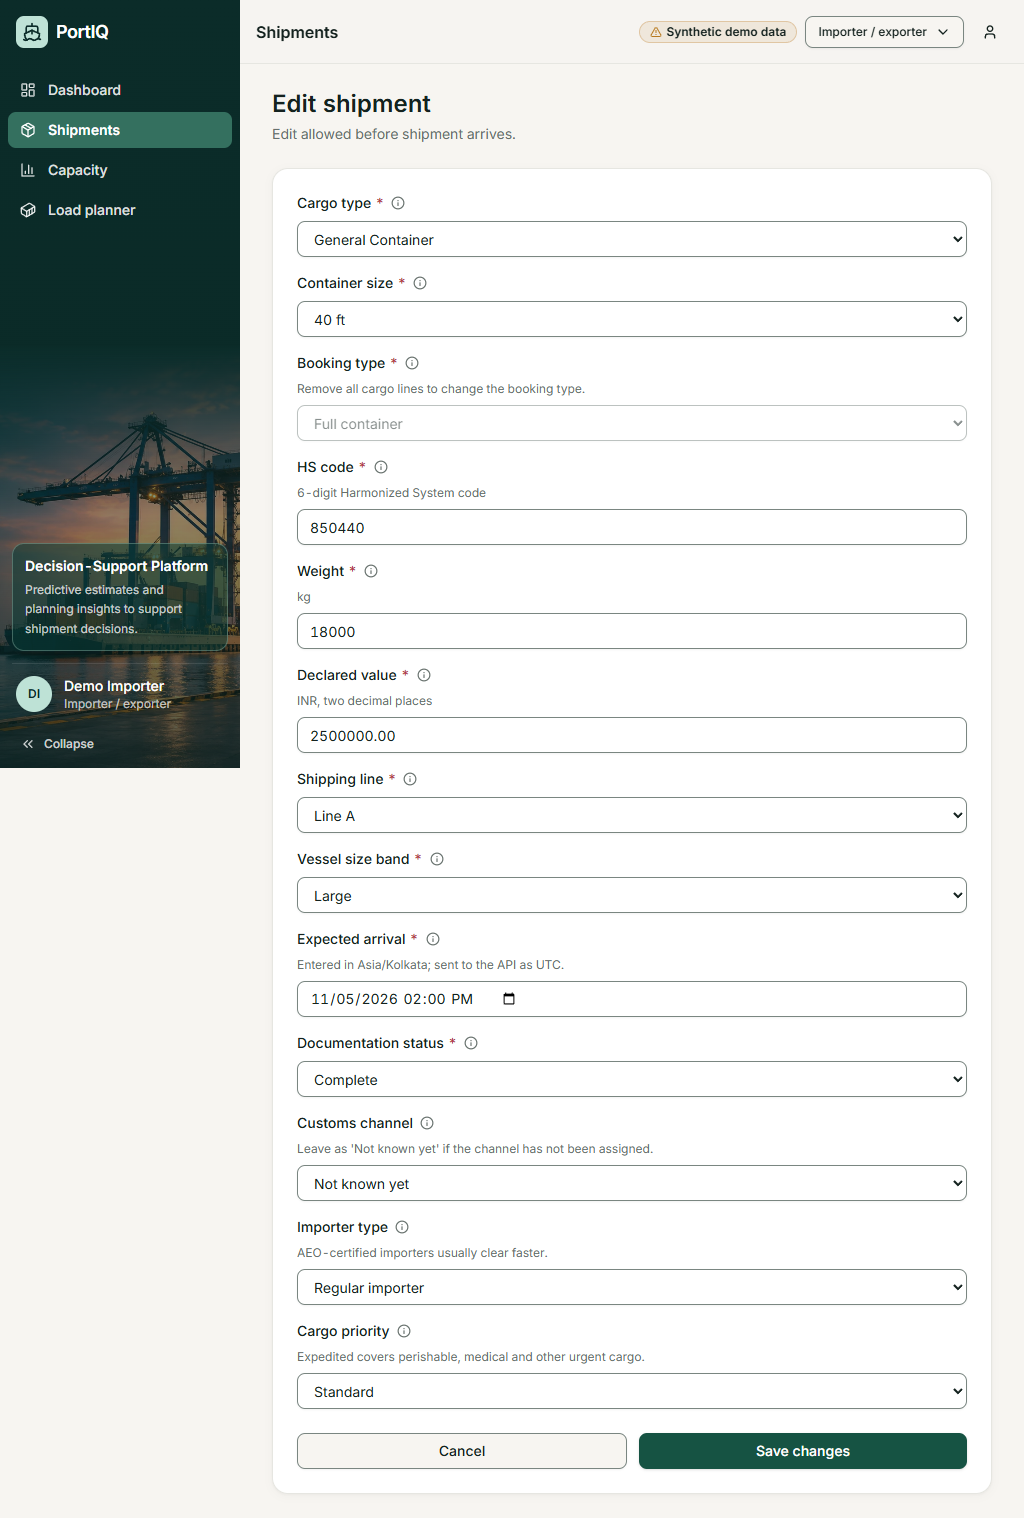 PortIQ
Dashboard
Shipments
Capacity
Load planner
Decision-Support Platform
Predictive estimates and
planning insights to support
shipment decisions.
DI
Demo Importer
Importer / exporter
Collapse
Shipments
Synthetic demo data
Importer / exporter
Edit shipment
Edit allowed before shipment arrives.
Cargo type *
General Container
Container size *
40 ft
Booking type *
Remove all cargo lines to change the booking type.
Full container
HS code *
6-digit Harmonized System code
850440
Weight *
kg
18000
Declared value *
INR, two decimal places
2500000.00
Shipping line *
Line A
Vessel size band *
Large
Expected arrival *
Entered in Asia/Kolkata; sent to the API as UTC.
11/05/2026 02:00 PM
Documentation status *
Complete
Customs channel
Leave as 'Not known yet' if the channel has not been assigned.
Not known yet
Importer type
AEO-certified importers usually clear faster.
Regular importer
Cargo priority
Expedited covers perishable, medical and other urgent cargo.
Standard
Cancel
Save changes